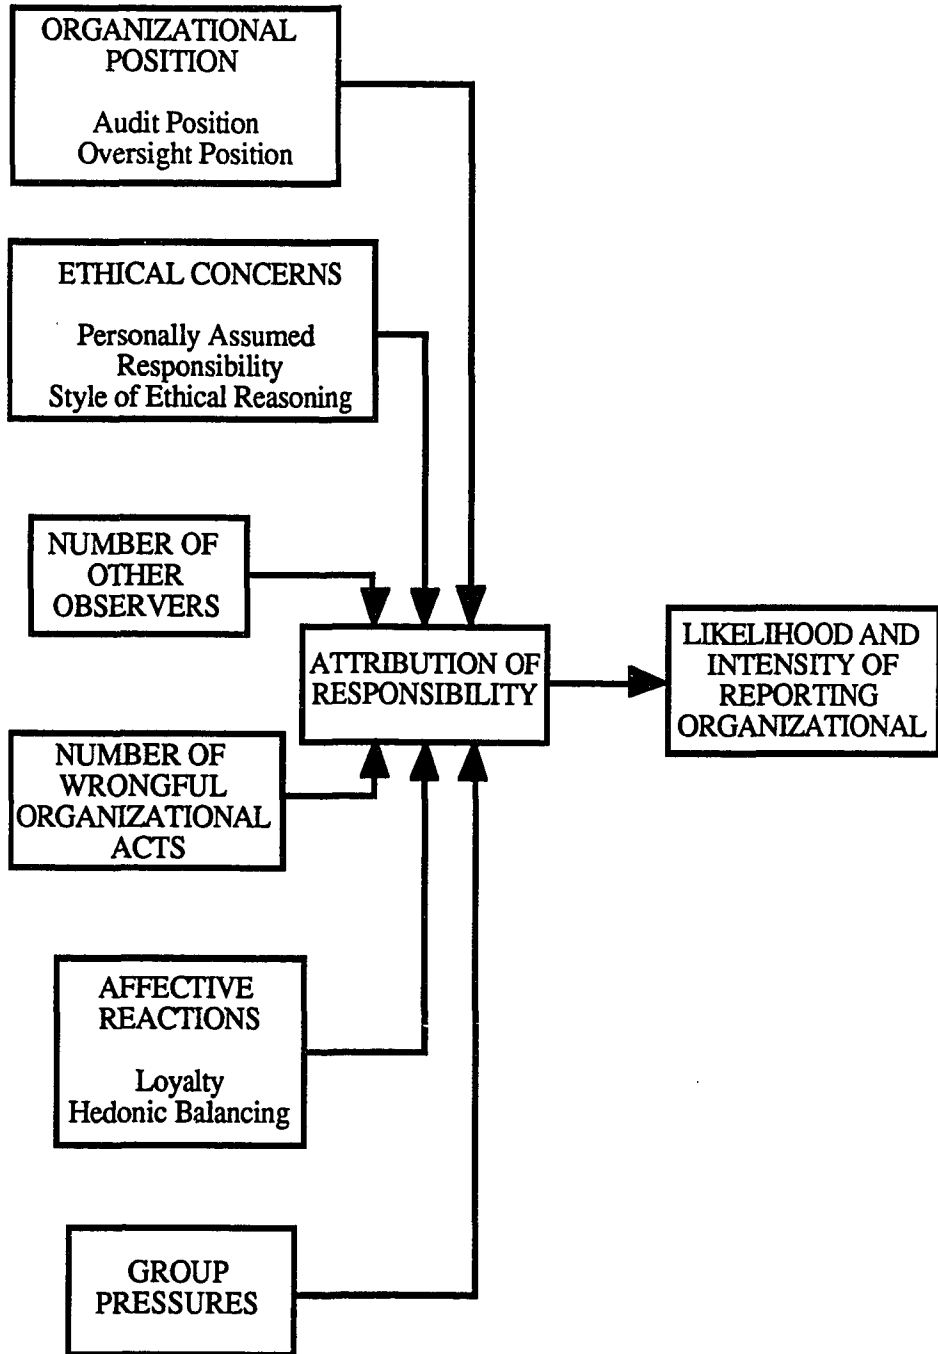 ORGANIZATIONAL
POSITION
Audit Position
Oversight Position
ETHICAL CONCERNS
Personally Assumed
Responsibility
Style of Ethical Reasoning
NUMBER OF
OTHER
OBSERVERS
ATTRIBUTION OF
RESPONSIBILITY
LIKELIHOOD AND
INTENSITY OF
REPORTING
ORGANIZATIONAL
NUMBER OF
WRONGFUL
ORGANIZATIONAL
ACTS
AFFECTIVE
REACTIONS
Loyalty
Hedonic Balancing
GROUP
PRESSURES